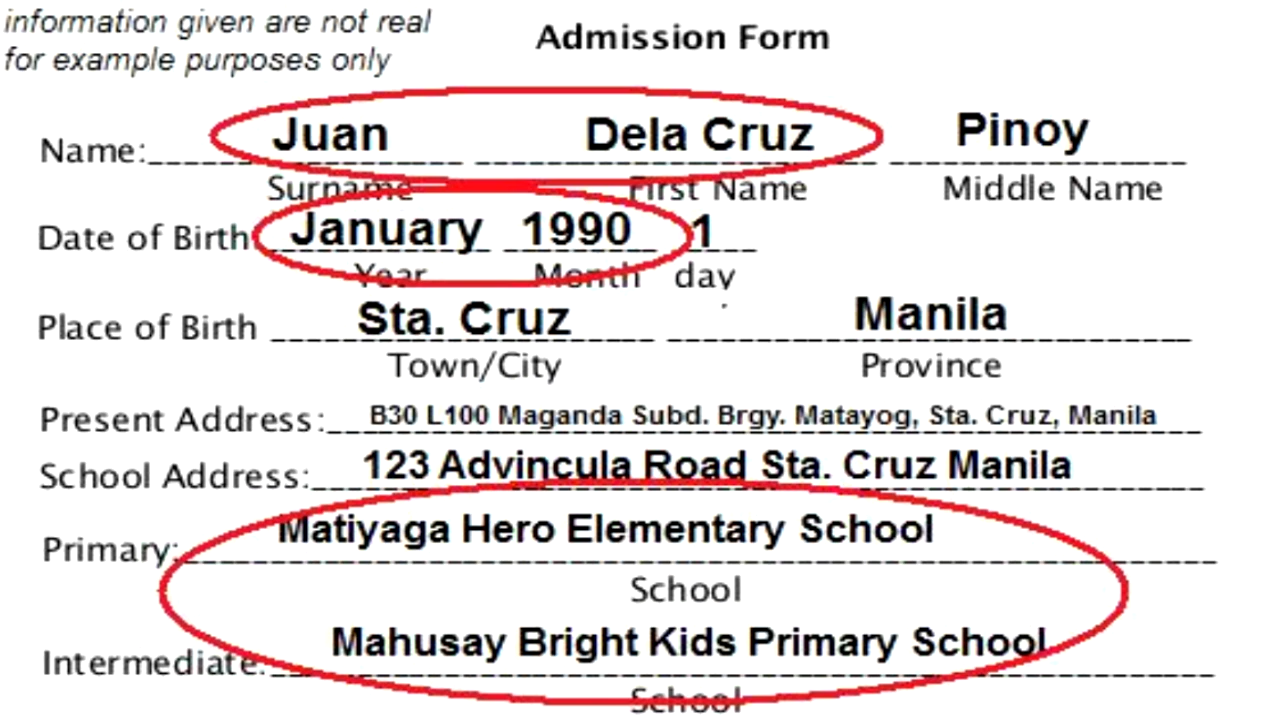 information given are not real
for example purposes only
Admission Form
Name: Juan Dela Cruz Pinoy
Surname First Name Middle Name
Date of Birth January 1990 1
Year Month day
Place of Birth Sta. Cruz Manila
Town/City Province
Present Address: B30 L100 Maganda Subd. Brgy. Matayog, Sta. Cruz, Manila
School Address: 123 Advincula Road Sta. Cruz Manila
Primary: Matiyaga Hero Elementary School
School
Intermediate: Mahusay Bright Kids Primary School
School